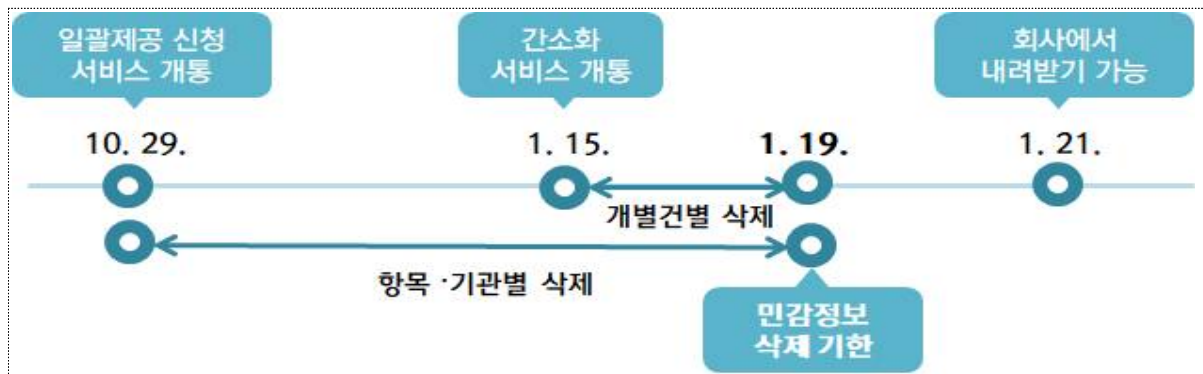 일괄제공 신청
서비스 개통
간소화
서비스 개통
회사에서
내려받기 가능
10. 29.
1. 15.
1. 19.
1. 21.
개별건별 삭제
항목 ·기관별 삭제
민감정보
삭제 기한